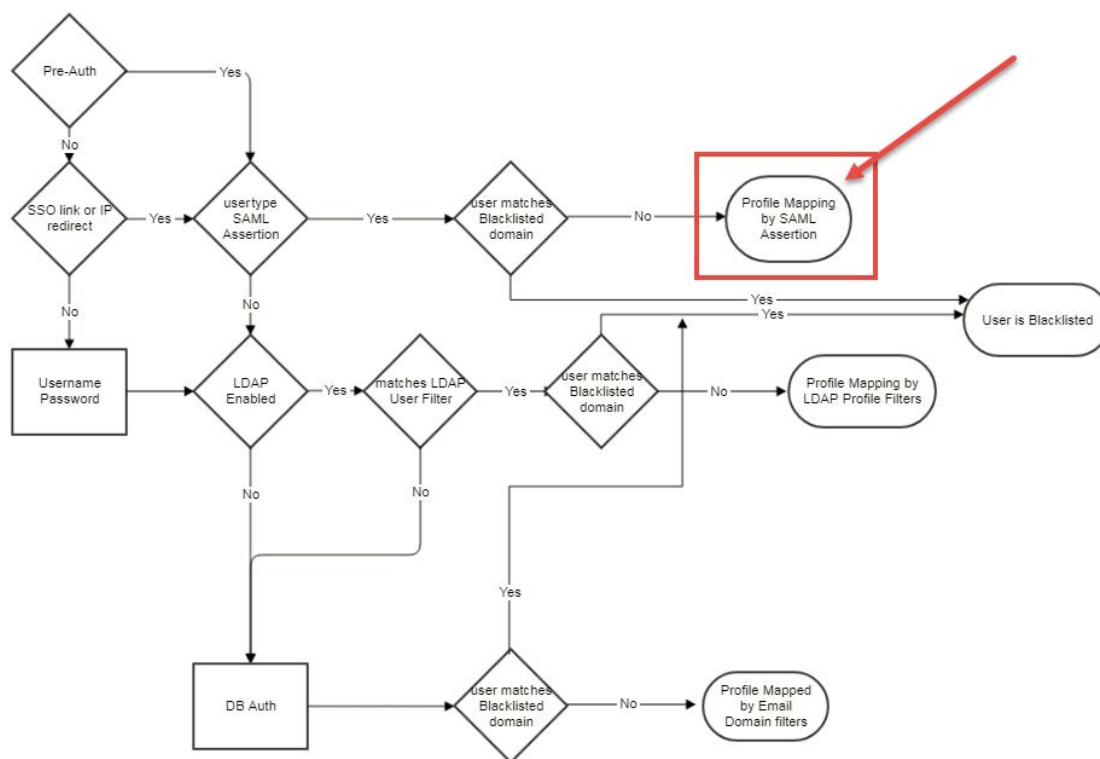 Pre-Auth
Yes
No
SSO link or IP
redirect
Yes
usertype
SAML
Assertion
Yes
user matches
Blacklisted
domain
No
Profile Mapping
by SAML
Assertion
No
No
Yes
Yes
User is Blacklisted
Username
Password
LDAP
Enabled
Yes
matches LDAP
User Filter
Yes
user matches
Blacklisted
domain
No
Profile Mapping by
LDAP Profile Filters
No
No
Yes
DB Auth
user matches
Blacklisted
domain
No
Profile Mapped
by Email
Domain filters